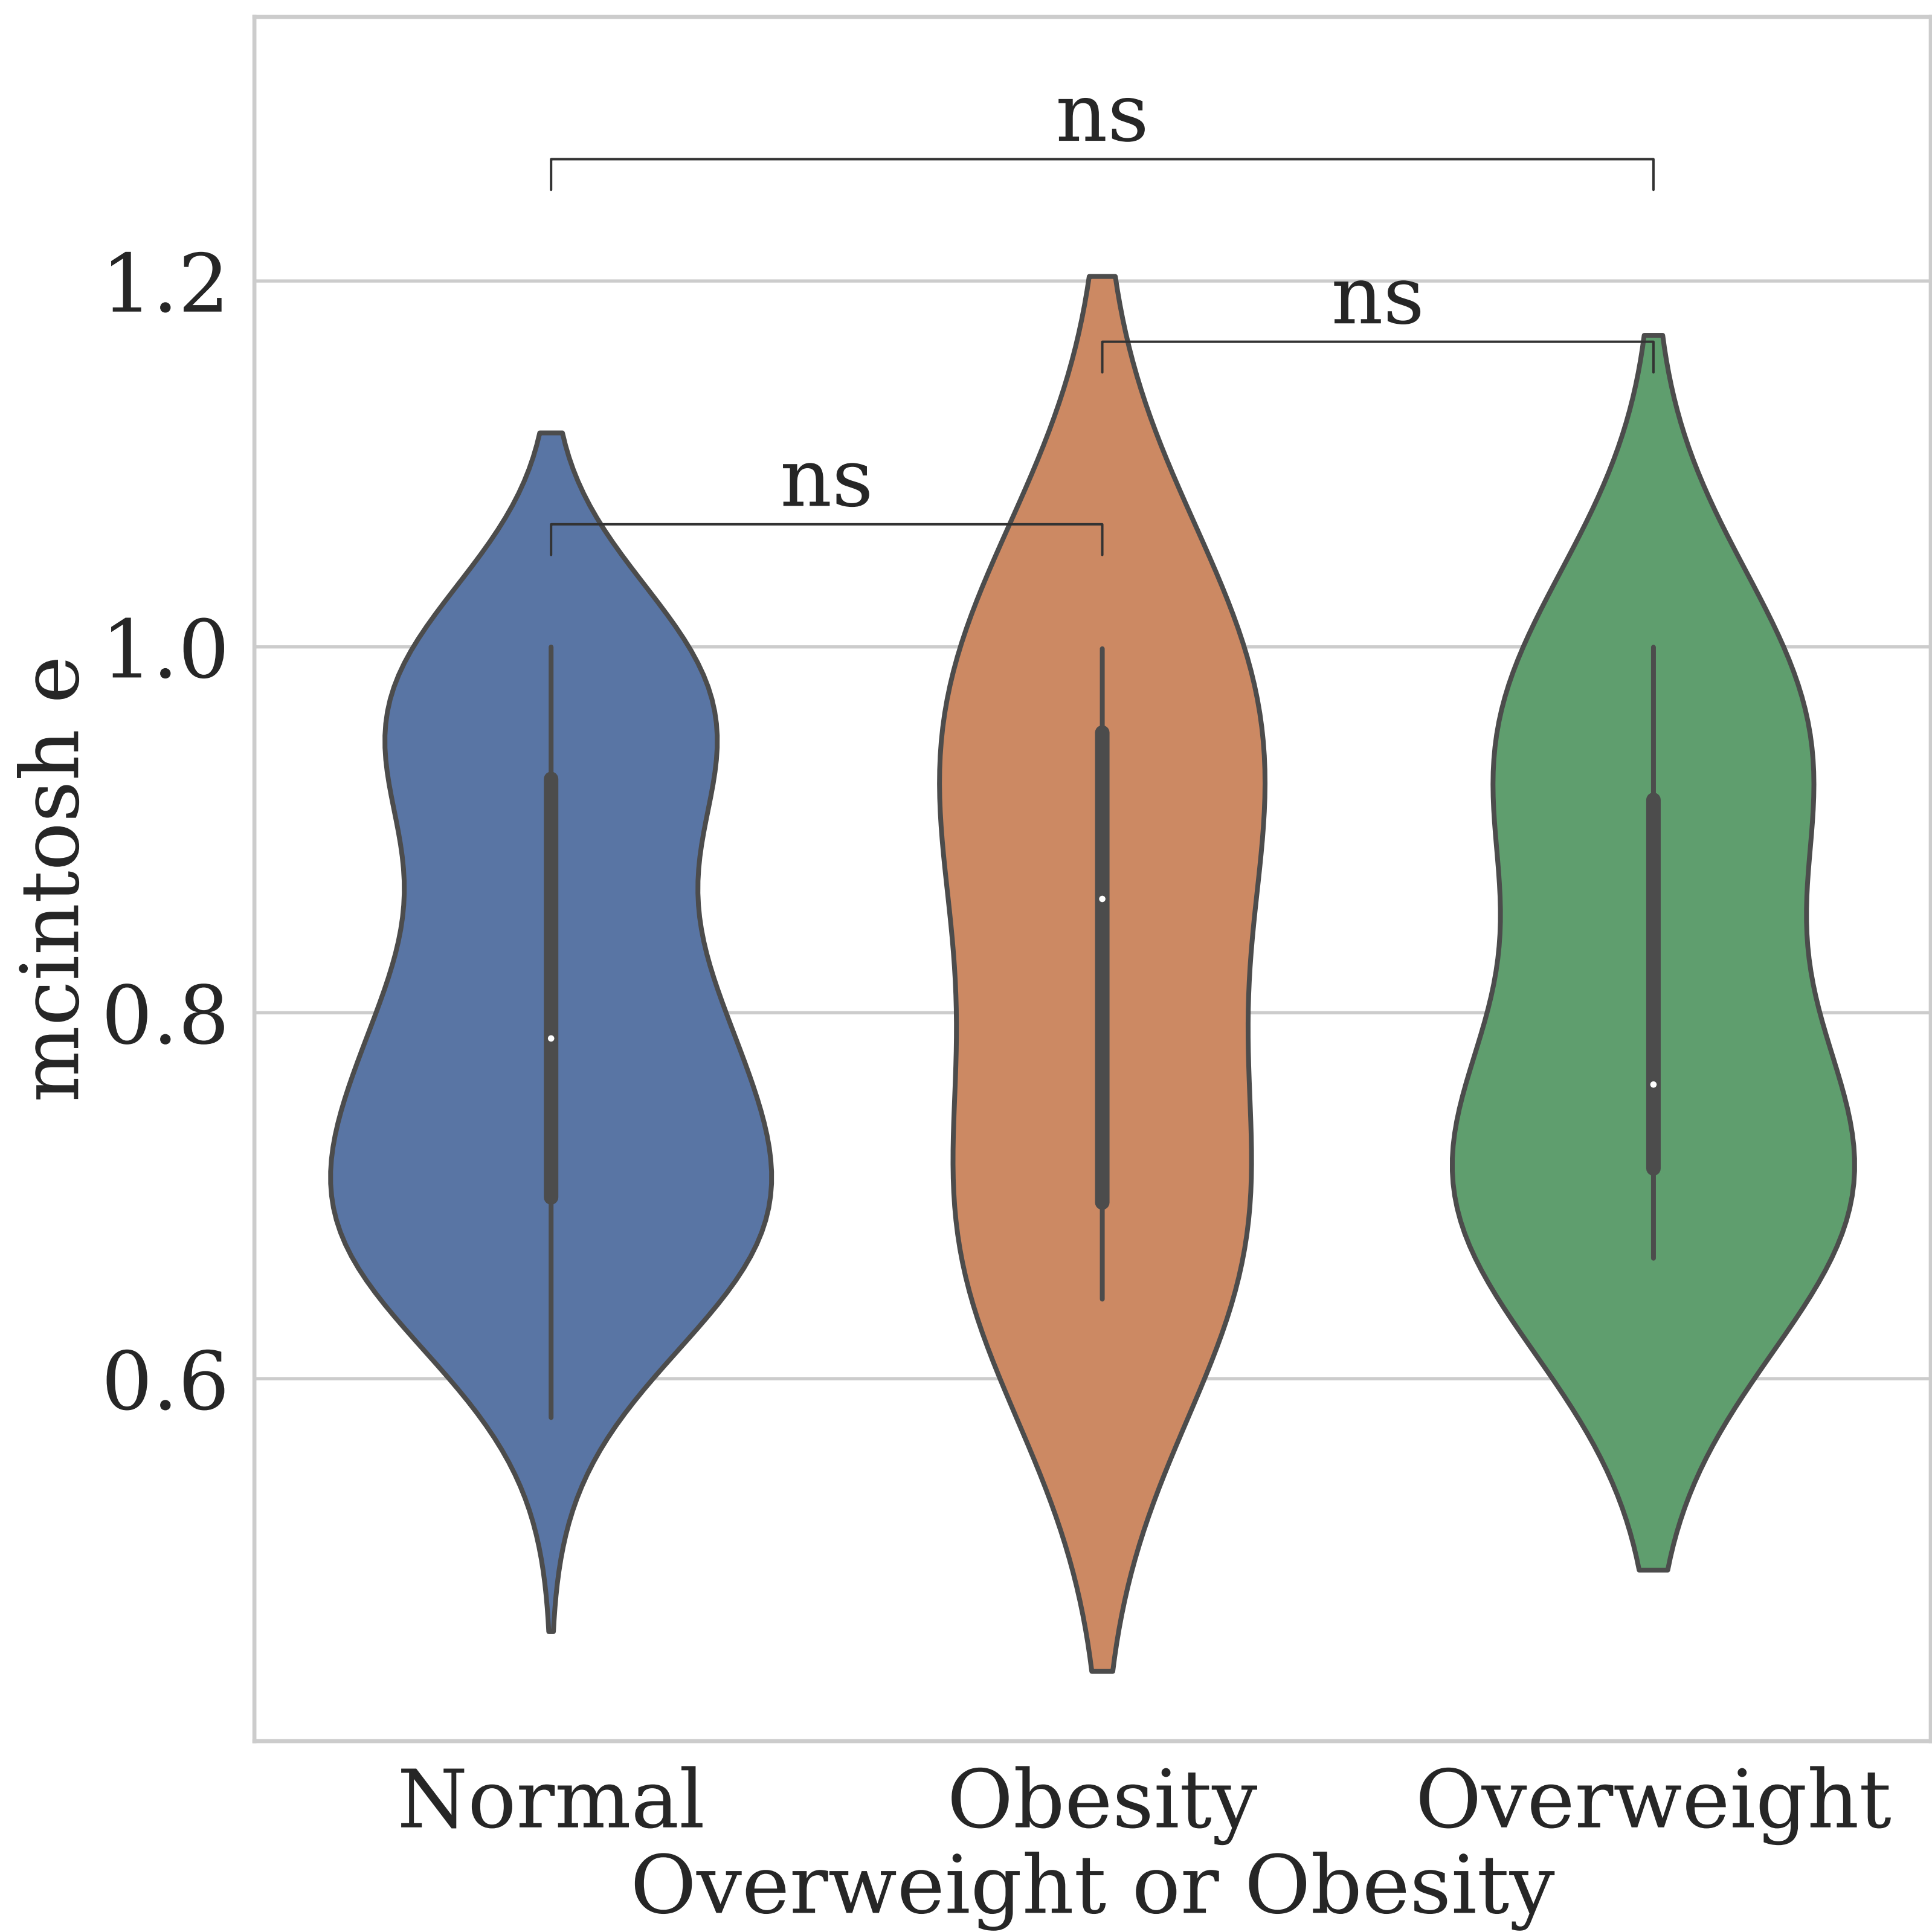 ns
1.2
ns
ns
1.0
mcintosh e
0.8
0.6
Normal Obesity Overweight
Overweight or Obesity